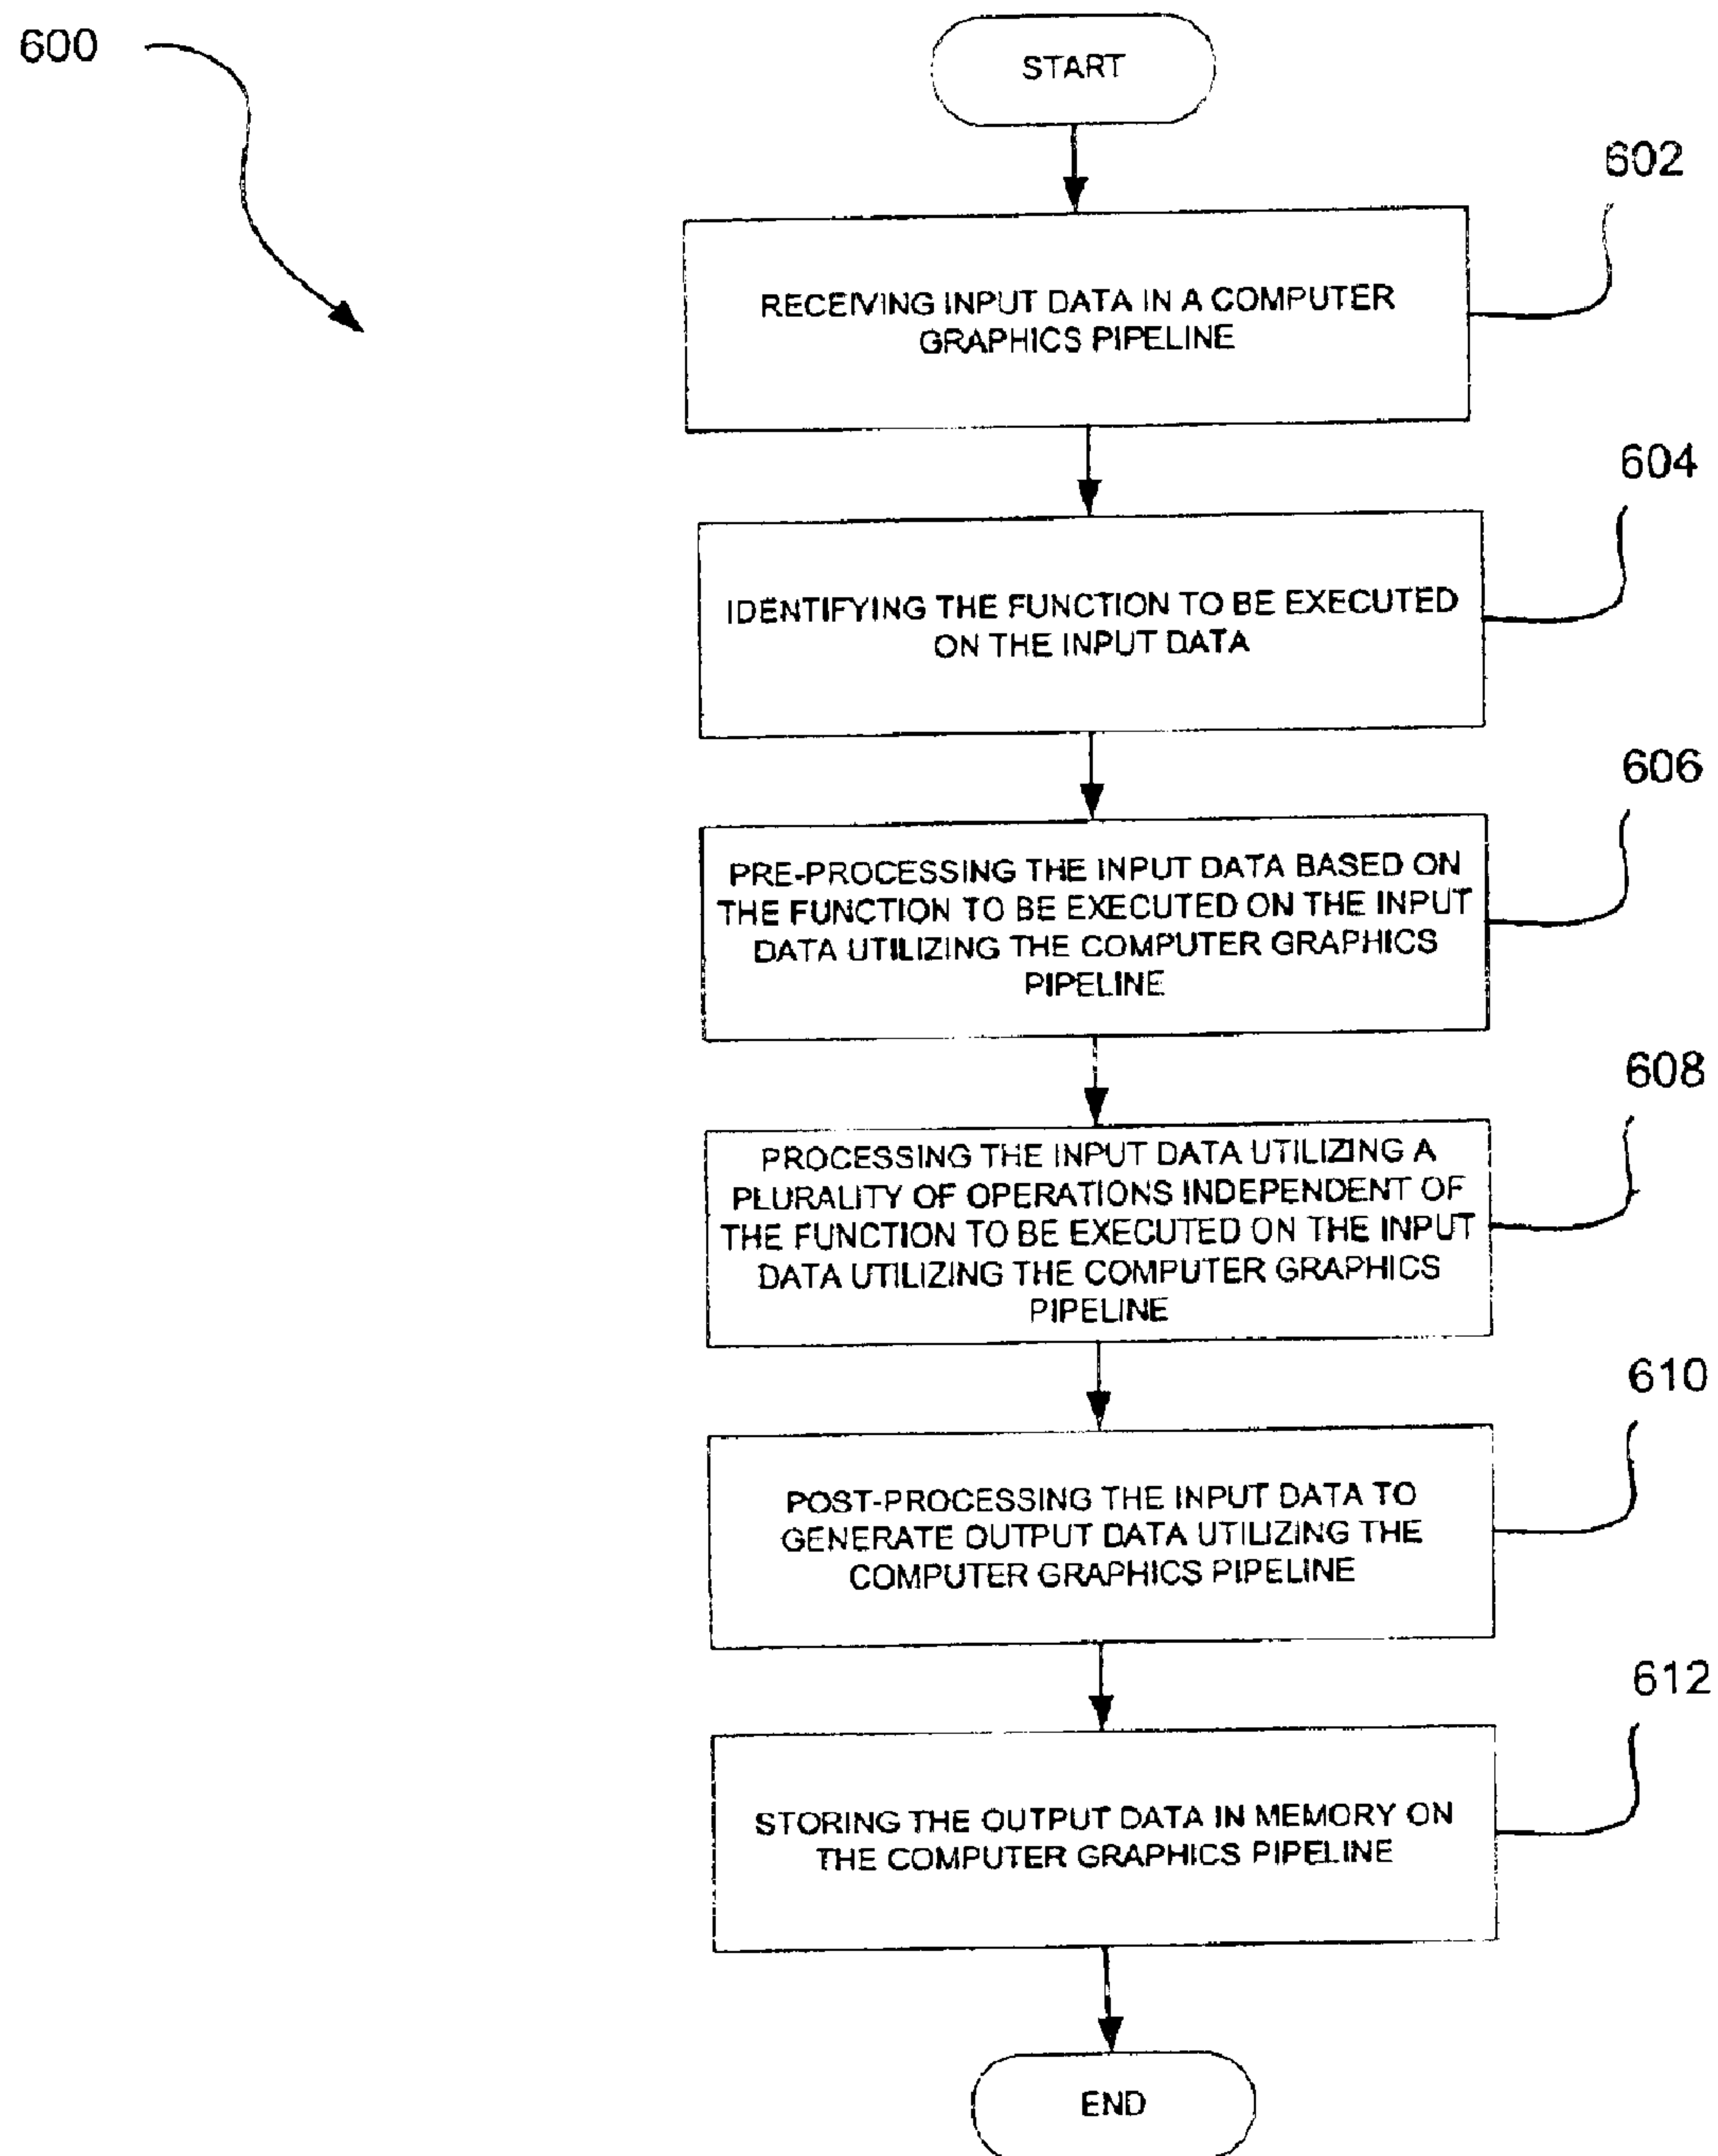 600
START
602
RECEIVING INPUT DATA IN A COMPUTER
GRAPHICS PIPELINE
604
IDENTIFYING THE FUNCTION TO BE EXECUTED
ON THE INPUT DATA
606
PRE-PROCESSING THE INPUT DATA BASED ON
THE FUNCTION TO BE EXECUTED ON THE INPUT
DATA UTILIZING THE COMPUTER GRAPHICS
PIPELINE
608
PROCESSING THE INPUT DATA UTILIZING A
PLURALITY OF OPERATIONS INDEPENDENT OF
THE FUNCTION TO BE EXECUTED ON THE INPUT
DATA UTILIZING THE COMPUTER GRAPHICS
PIPELINE
610
POST-PROCESSING THE INPUT DATA TO
GENERATE OUTPUT DATA UTILIZING THE
COMPUTER GRAPHICS PIPELINE
612
STORING THE OUTPUT DATA IN MEMORY ON
THE COMPUTER GRAPHICS PIPELINE
END